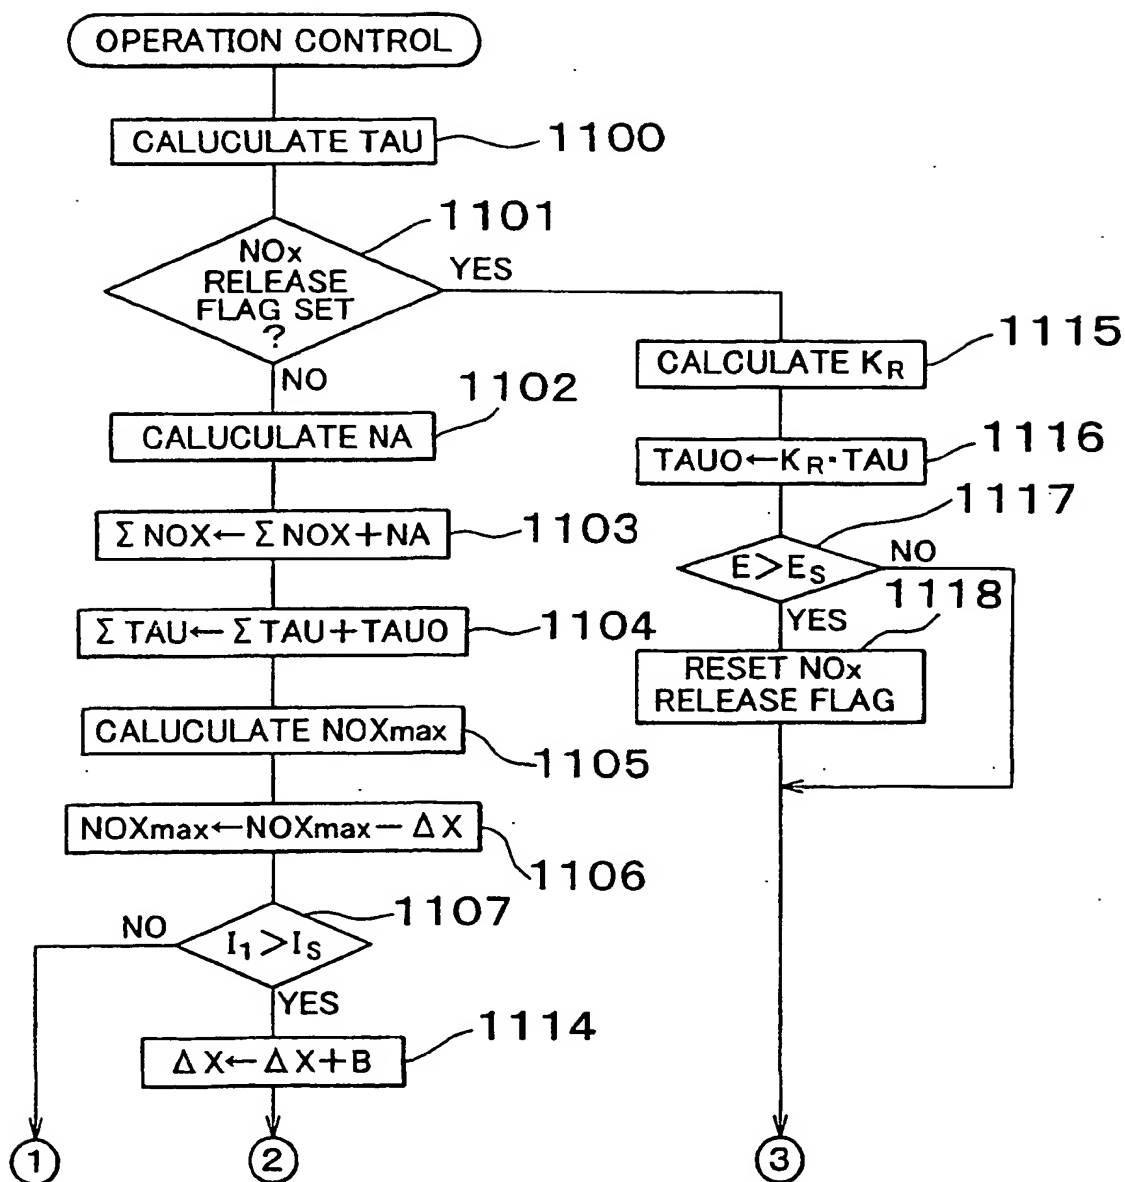 OPERATION CONTROL
CALUCULATE TAU
1100
1101
NOx
RELEASE
FLAG SET
?
YES
NO
1102
CALUCULATE NA
ΣNOX←ΣNOX+NA
1103
ΣTAU←ΣTAU+TAUO
1104
CALUCULATE NOXmax
1105
NOXmax←NOXmax−ΔX
1106
1107
NO
I1>IS
YES
1114
ΔX←ΔX+B
①
②
1115
CALCULATE KR
1116
TAUO←KR·TAU
1117
E>ES
NO
YES
1118
RESET NOx
RELEASE FLAG
③